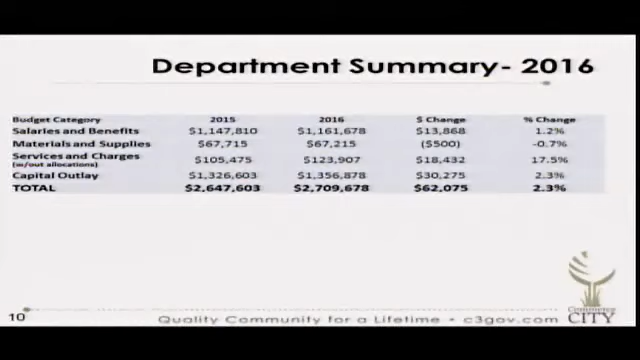 Department Summary- 2016
Budget Category 2015 2016 $ Change % Change
Salaries and Benefits $1,147,810 $1,161,678 $13,868 1.2%
Materials and Supplies $67,715 $67,215 ($500) -0.7%
Services and Charges $105,475 $123,907 $18,432 17.5%
(w/out allocations)
Capital Outlay $1,326,603 $1,356,878 $30,275 2.3%
TOTAL $2,647,603 $2,709,678 $62,075 2.3%
Commerce
CITY
10 Quality Community for a Lifetime • c3gov.com